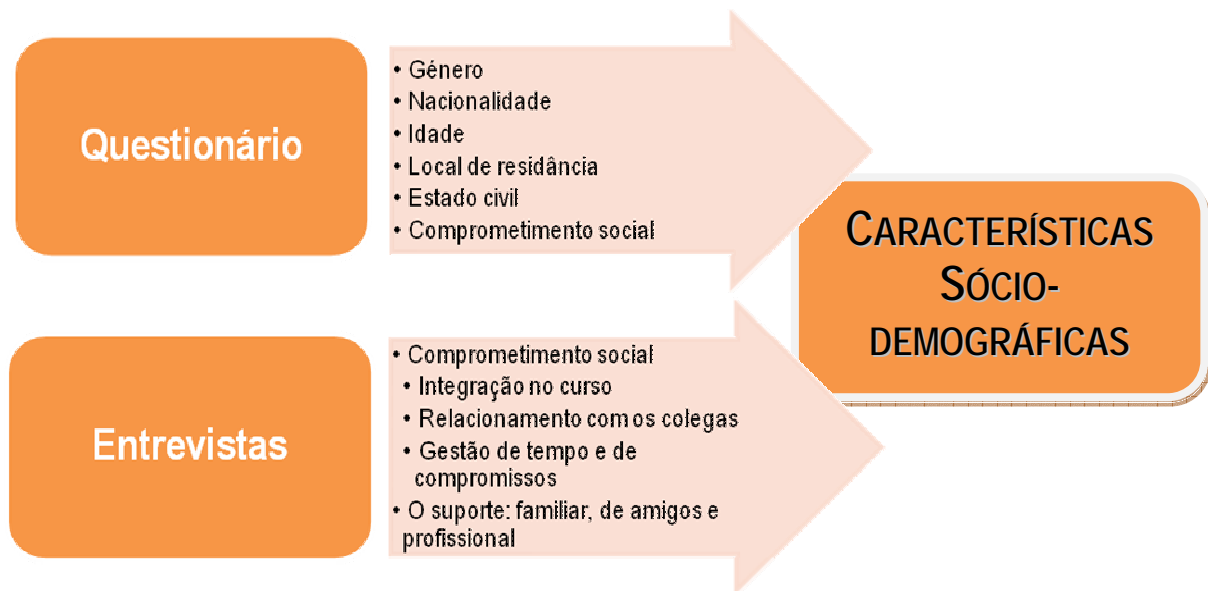 Questionário
• Género
• Nacionalidade
• Idade
• Local de residância
• Estado civil
• Comprometimento social
CARACTERÍSTICAS
SÓCIO-
DEMOGRÁFICAS
Entrevistas
• Comprometimento social
• Integração no curso
• Relacionamento com os colegas
• Gestão de tempo e de
compromissos
• O suporte: familiar, de amigos e
profissional